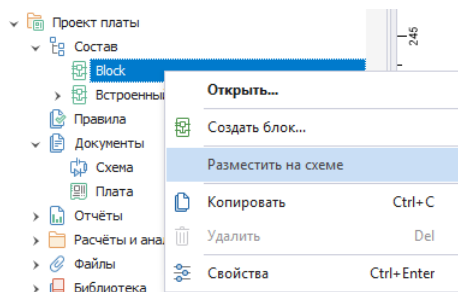 Проект платы
Состав
Block
Встроенный
Правила
Документы
Схема
Плата
Отчёты
Расчёты и ана
Файлы
Библиотека
245
Открыть...
Создать блок...
Разместить на схеме
Копировать Ctrl+C
Удалить Del
Свойства Ctrl+Enter